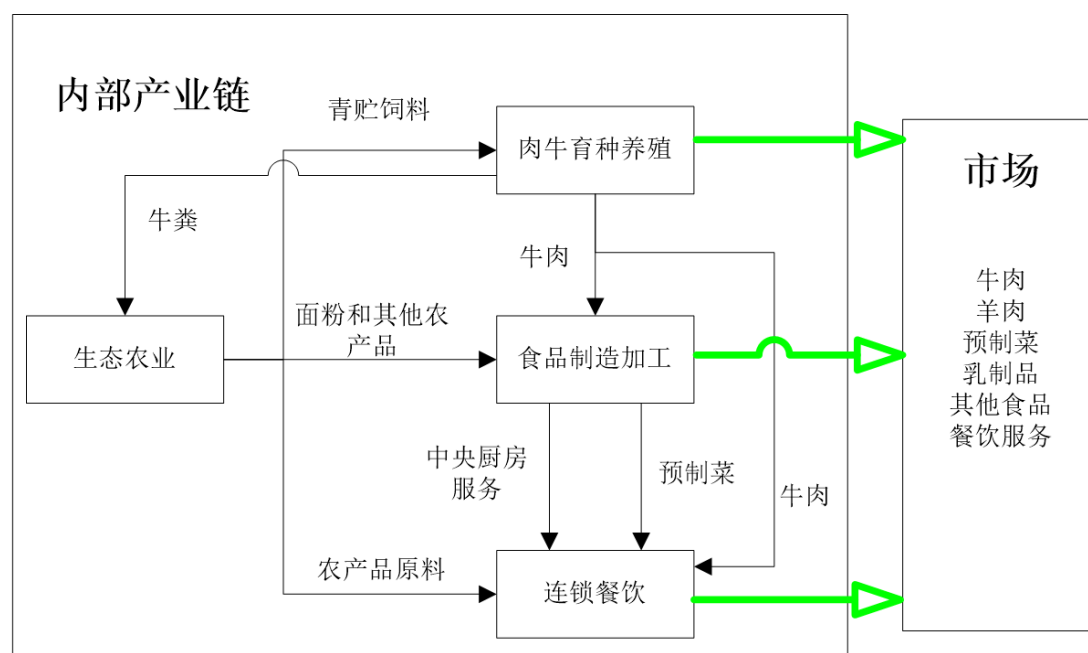 内部产业链
青贮饲料
肉牛育种养殖
市场
牛粪
牛肉
牛肉
羊肉
预制菜
乳制品
其他食品
餐饮服务
面粉和其他农
产品
生态农业
食品制造加工
中央厨房
服务
预制菜
牛肉
农产品原料
连锁餐饮